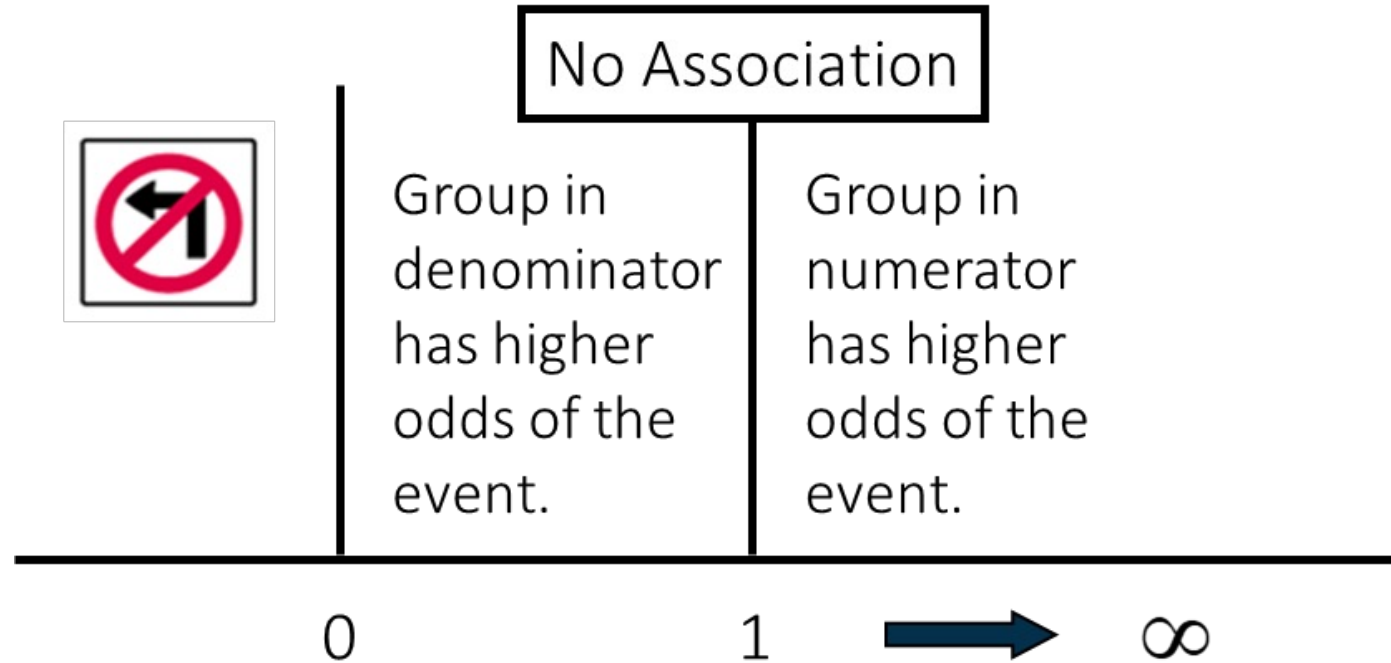 No Association
Group in
denominator
has higher
odds of the
event.
Group in
numerator
has higher
odds of the
event.
0
1
∞